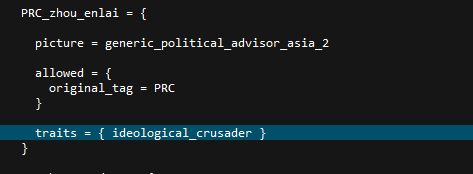 PRC_zhou_enlai = {
picture = generic_political_advisor_asia_2
allowed = {
original_tag = PRC
}
traits = { ideological_crusader }
}